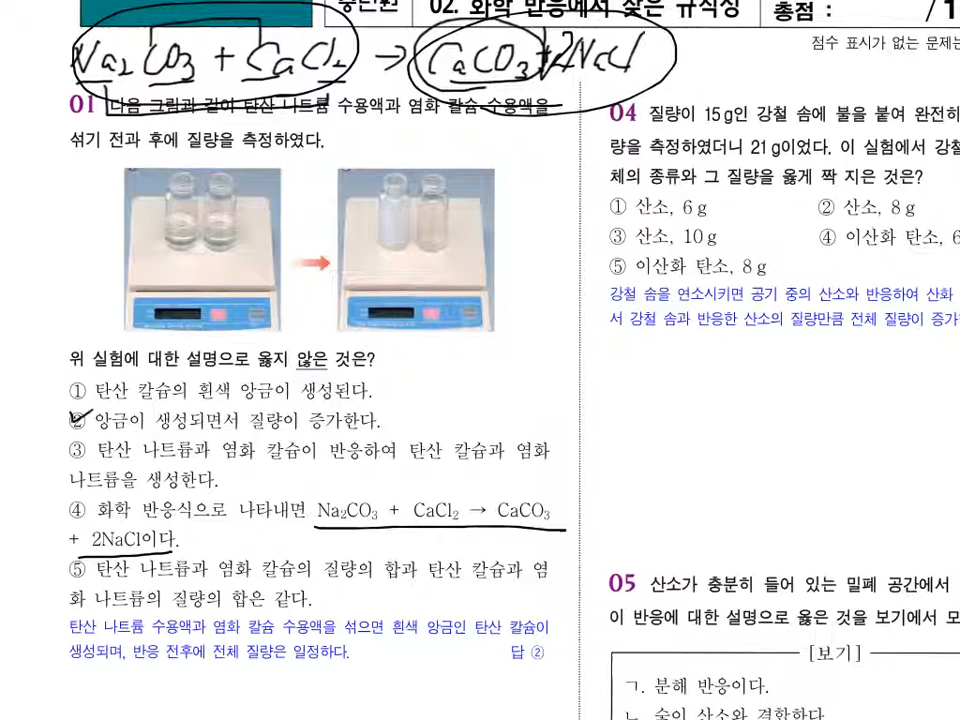 중단원
02. 화학 반응에서 찾은 규칙성
총점 :
/1
점수 표시가 없는 문제는
Na₂CO₃ + CaCl₂ → CaCO₃ + 2NaCl
01 다음 그림과 같이 탄산 나트륨 수용액과 염화 칼슘 수용액을
섞기 전과 후에 질량을 측정하였다.
위 실험에 대한 설명으로 옳지 않은 것은?
① 탄산 칼슘의 흰색 앙금이 생성된다.
② 앙금이 생성되면서 질량이 증가한다.
③ 탄산 나트륨과 염화 칼슘이 반응하여 탄산 칼슘과 염화
나트륨을 생성한다.
④ 화학 반응식으로 나타내면 Na₂CO₃ + CaCl₂ → CaCO₃
+ 2NaCl이다.
⑤ 탄산 나트륨과 염화 칼슘의 질량의 합과 탄산 칼슘과 염
화 나트륨의 질량의 합은 같다.
탄산 나트륨 수용액과 염화 칼슘 수용액을 섞으면 흰색 앙금인 탄산 칼슘이
생성되며, 반응 전후에 전체 질량은 일정하다.
답 ②
04 질량이 15 g인 강철 솜에 불을 붙여 완전히
량을 측정하였더니 21 g이었다. 이 실험에서 강철
체의 종류와 그 질량을 옳게 짝 지은 것은?
① 산소, 6 g ② 산소, 8 g
③ 산소, 10 g ④ 이산화 탄소, 6
⑤ 이산화 탄소, 8 g
강철 솜을 연소시키면 공기 중의 산소와 반응하여 산화
서 강철 솜과 반응한 산소의 질량만큼 전체 질량이 증가
05 산소가 충분히 들어 있는 밀폐 공간에서
이 반응에 대한 설명으로 옳은 것을 보기에서 모
[보기]
ㄱ. 분해 반응이다.
ㄴ. 숯이 산소와 결합한다.